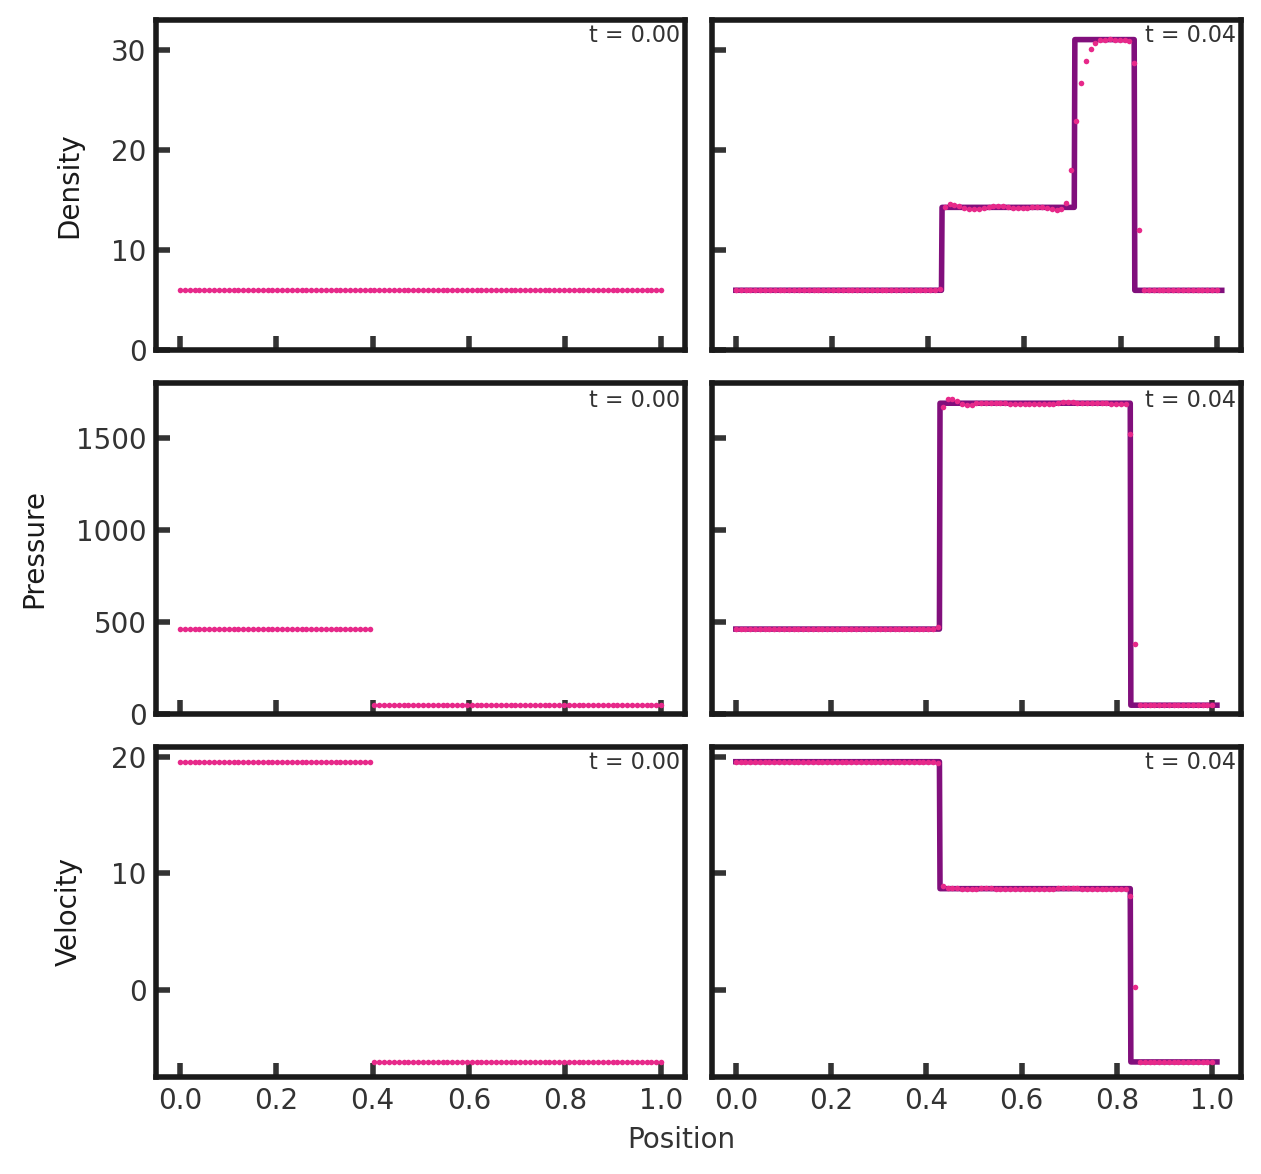 t = 0.00
t = 0.04
30
20
10
0
Density
t = 0.00
t = 0.04
1500
1000
500
0
Pressure
t = 0.00
t = 0.04
20
10
0
Velocity
0.0 0.2 0.4 0.6 0.8 1.0 0.0 0.2 0.4 0.6 0.8 1.0
Position